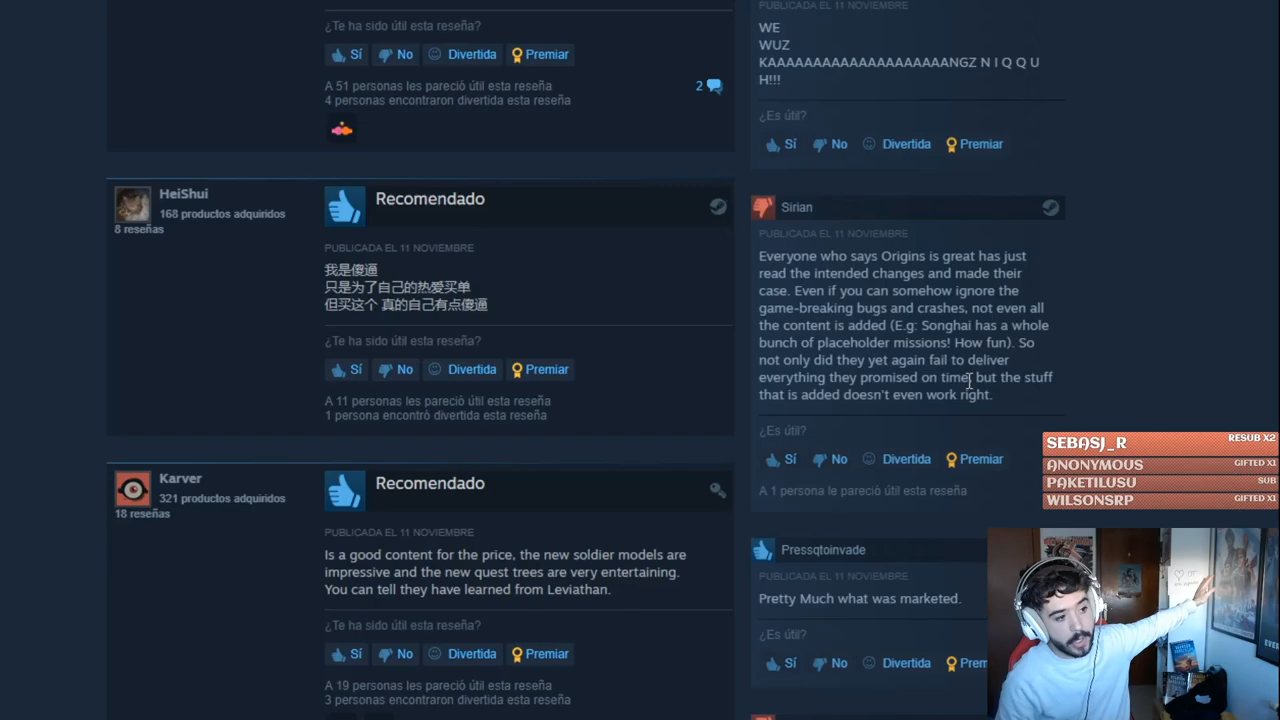 ¿Te ha sido útil esta reseña?
Sí No Divertida Premiar
A 51 personas les pareció útil esta reseña
4 personas encontraron divertida esta reseña
2
HeiShui
168 productos adquiridos
8 reseñas
Recomendado
PUBLICADA EL 11 NOVIEMBRE
我是傻逼
只是为了自己的热爱买单
但买这个 真的自己有点傻逼
¿Te ha sido útil esta reseña?
Sí No Divertida Premiar
A 11 personas les pareció útil esta reseña
1 persona encontró divertida esta reseña
Karver
321 productos adquiridos
18 reseñas
Recomendado
PUBLICADA EL 11 NOVIEMBRE
Is a good content for the price, the new soldier models are
impressive and the new quest trees are very entertaining.
You can tell they have learned from Leviathan.
¿Te ha sido útil esta reseña?
Sí No Divertida Premiar
A 19 personas les pareció útil esta reseña
3 personas encontraron divertida esta reseña
PUBLICADA EL 11 NOVIEMBRE
WE
WUZ
KAAAAAAAAAAAAAAAAAAAANGZ N I Q Q U
H!!!
¿Es útil?
Sí No Divertida Premiar
Sirian
PUBLICADA EL 11 NOVIEMBRE
Everyone who says Origins is great has just
read the intended changes and made their
case. Even if you can somehow ignore the
game-breaking bugs and crashes, not even all
the content is added (E.g: Songhai has a whole
bunch of placeholder missions! How fun). So
not only did they yet again fail to deliver
everything they promised on time, but the stuff
that is added doesn't even work right.
¿Es útil?
Sí No Divertida Premiar
A 1 persona le pareció útil esta reseña
Pressqtoinvade
PUBLICADA EL 11 NOVIEMBRE
Pretty Much what was marketed.
¿Es útil?
Sí No Divertida Prem
SEBASJ_R RESUB X2
ANONYMOUS GIFTED X1
PAKETILUSU SUB
WILSONSRP GIFTED X1